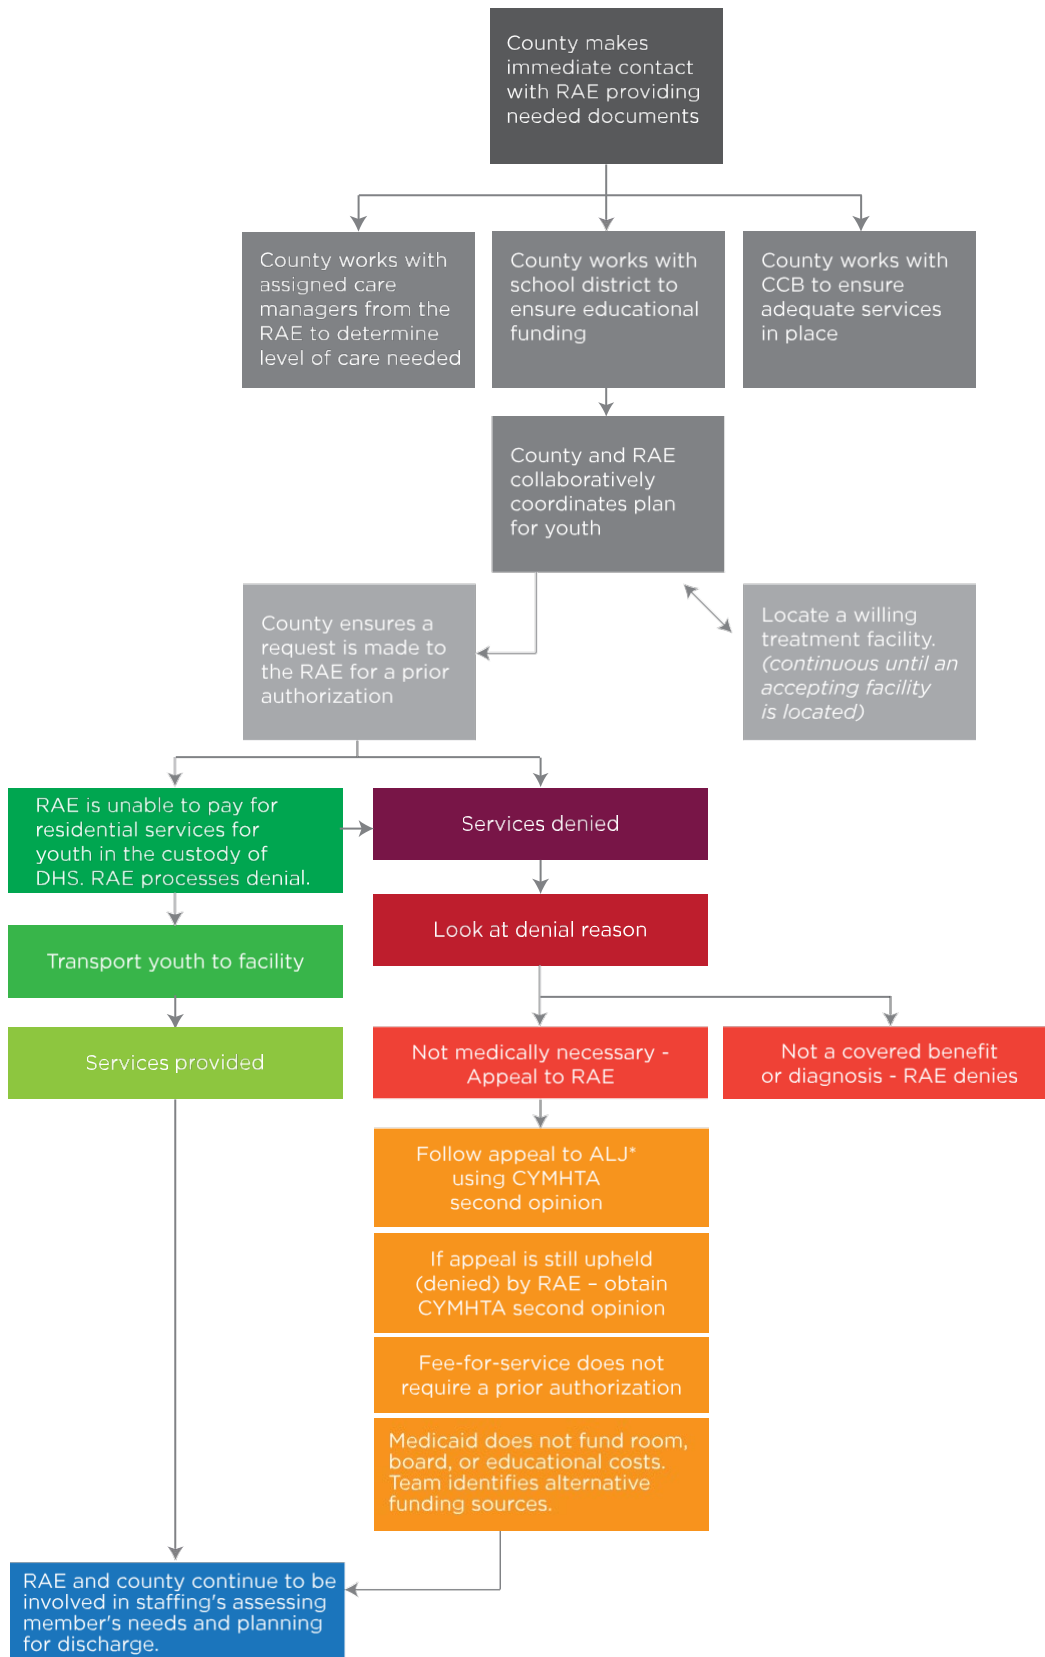 County makes
immediate contact
with RAE providing
needed documents
County works with
assigned care
managers from the
RAE to determine
level of care needed
County works with
school district to
ensure educational
funding
County works with
CCB to ensure
adequate services
in place
County and RAE
collaboratively
coordinates plan
for youth
County ensures a
request is made to
the RAE for a prior
authorization
Locate a willing
treatment facility.
(continuous until an
accepting facility
is located)
RAE is unable to pay for
residential services for
youth in the custody of
DHS. RAE processes denial.
Services denied
Look at denial reason
Transport youth to facility
Services provided
Not medically necessary -
Appeal to RAE
Not a covered benefit
or diagnosis - RAE denies
Follow appeal to ALJ*
using CYMHTA
second opinion
If appeal is still upheld
(denied) by RAE – obtain
CYMHTA second opinion
Fee-for-service does not
require a prior authorization
Medicaid does not fund room,
board, or educational costs.
Team identifies alternative
funding sources.
RAE and county continue to be
involved in staffing's assessing
member's needs and planning
for discharge.